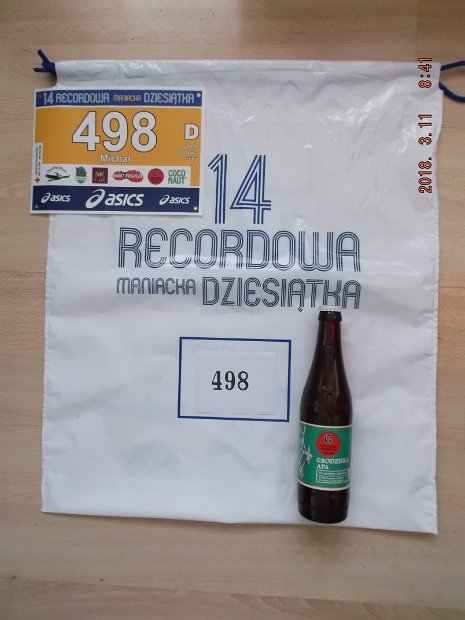 2018. 3.11 8:41
14 RECORDOWA MANIACKA DZIESIĄTKA
498
D
Michał
COCO
NAUT
asics
asics
asics
14
RECORDOWA
MANIACKA DZIESIĄTKA
498
GRODZISKA
APA